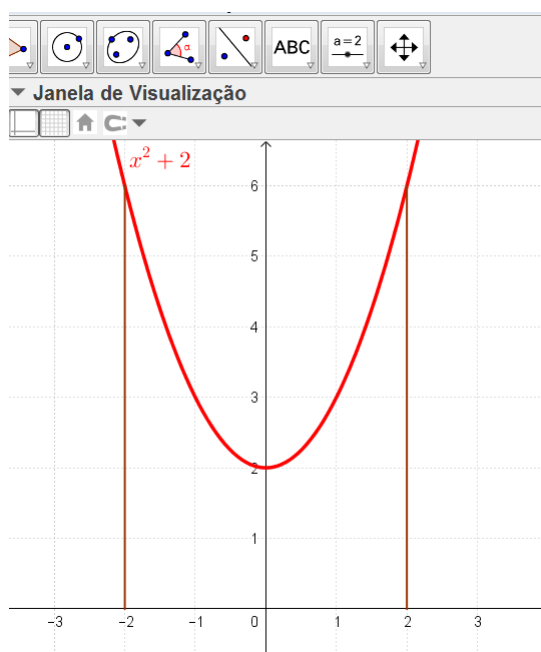 α ABC a=2
Janela de Visualização
x² + 2
6
5
4
3
2
1
−3 −2 −1 0 1 2 3